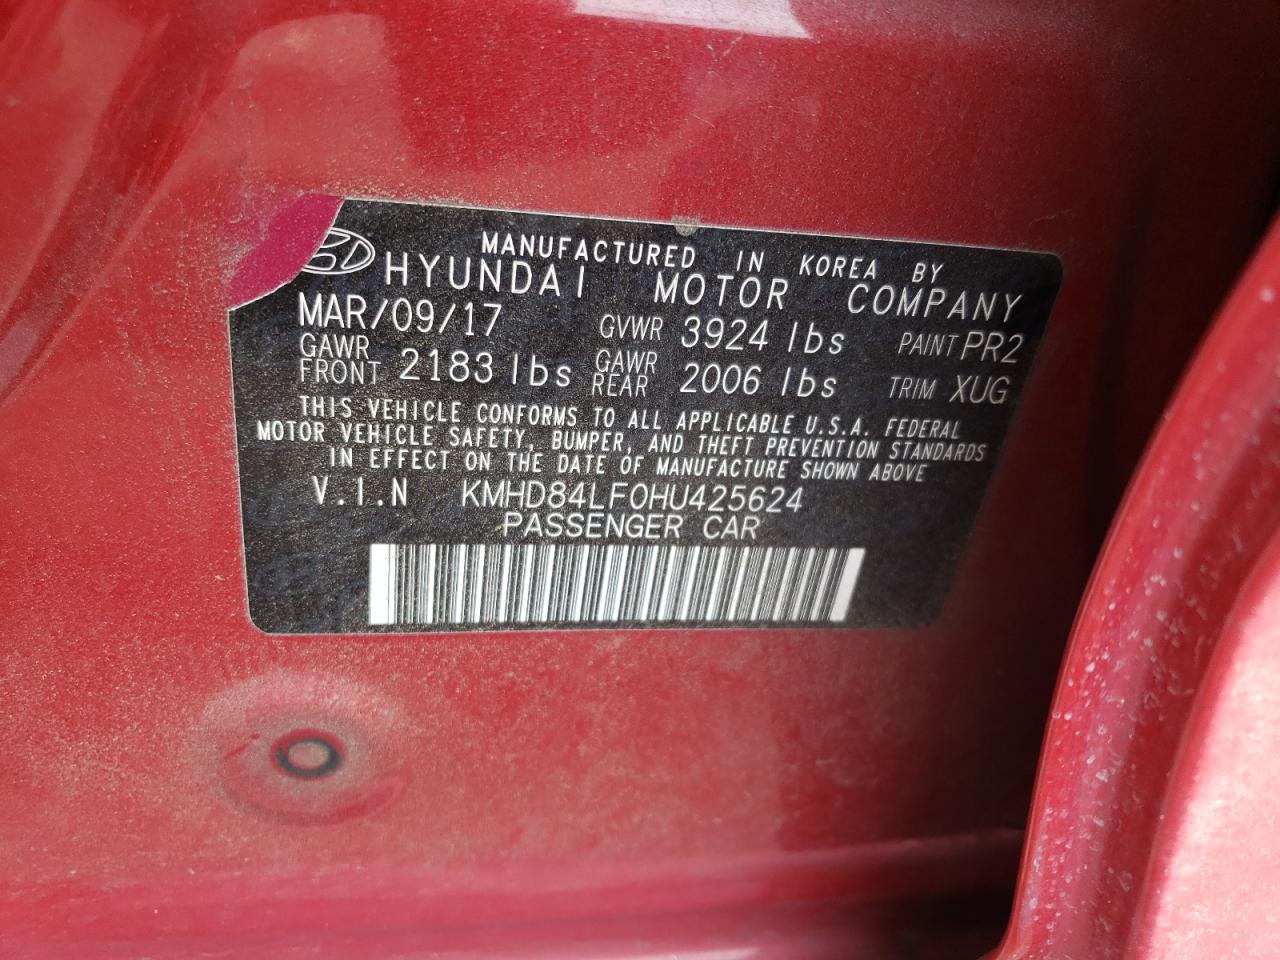 MANUFACTURED IN KOREA BY
HYUNDAI MOTOR COMPANY
MAR/09/17 GVWR 3924 lbs PAINT PR2
GAWR FRONT 2183 lbs GAWR REAR 2006 lbs TRIM XUG
THIS VEHICLE CONFORMS TO ALL APPLICABLE U.S.A. FEDERAL
MOTOR VEHICLE SAFETY, BUMPER, AND THEFT PREVENTION STANDARDS
IN EFFECT ON THE DATE OF MANUFACTURE SHOWN ABOVE
V.I.N KMHD84LF0HU425624
PASSENGER CAR